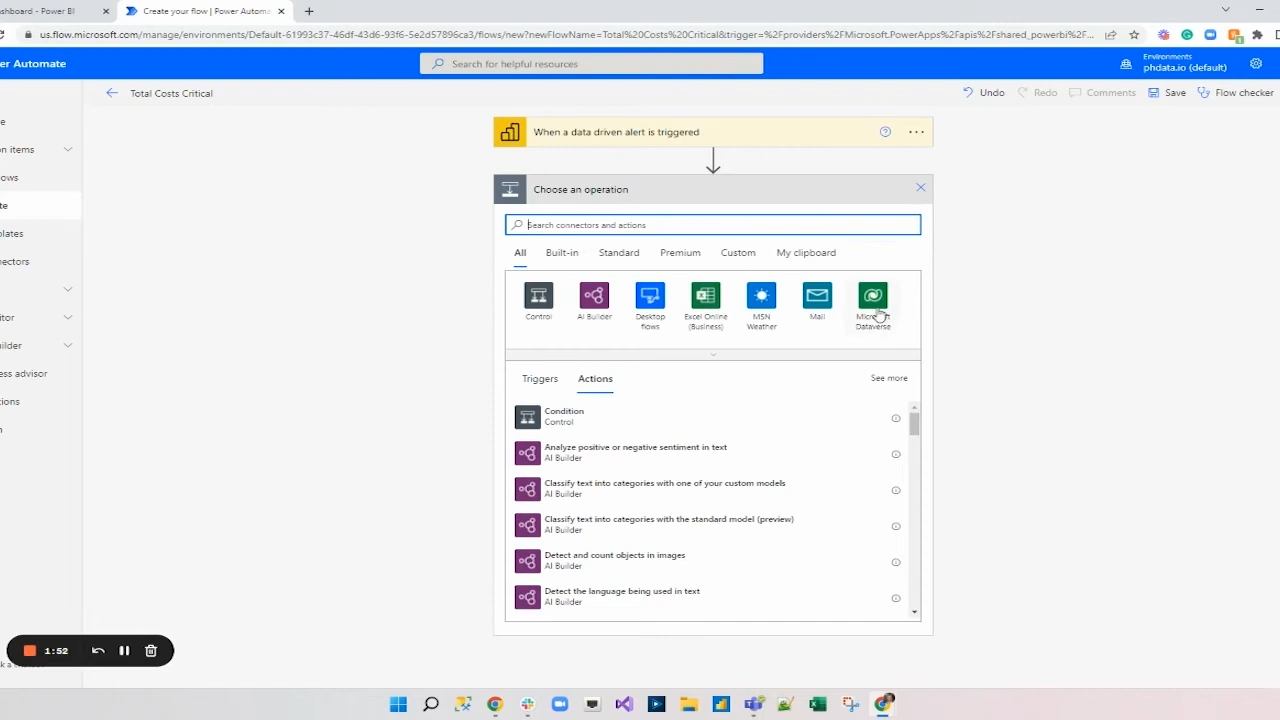 ashboard - Power BI
Create your flow | Power Automa
us.flow.microsoft.com/manage/environments/Default-61993c37-46df-43d6-93f6-5e2d57896ca3/flows/new?newFlowName=Total%20Costs%20Critical&trigger=%2Fproviders%2FMicrosoft.PowerApps%2Fapis%2Fshared_powerbi%2F...
er Automate
Search for helpful resources
Environments
phdata.io (default)
Total Costs Critical
Undo
Redo
Comments
Save
Flow checker
e
on items
ows
te
plates
ectors
itor
uilder
ess advisor
tions
n
When a data driven alert is triggered
Choose an operation
Search connectors and actions
All
Built-in
Standard
Premium
Custom
My clipboard
Control
AI Builder
Desktop
flows
Excel Online
(Business)
MSN
Weather
Mail
Microsoft
Dataverse
Triggers
Actions
See more
Condition
Control
Analyze positive or negative sentiment in text
AI Builder
Classify text into categories with one of your custom models
AI Builder
Classify text into categories with the standard model (preview)
AI Builder
Detect and count objects in images
AI Builder
Detect the language being used in text
AI Builder
1:52